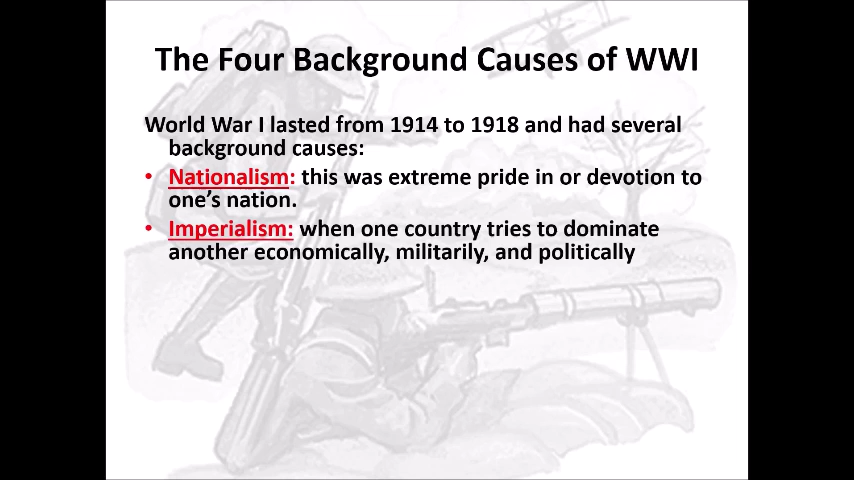 The Four Background Causes of WWI
World War I lasted from 1914 to 1918 and had several
background causes:
• Nationalism: this was extreme pride in or devotion to
one's nation.
• Imperialism: when one country tries to dominate
another economically, militarily, and politically